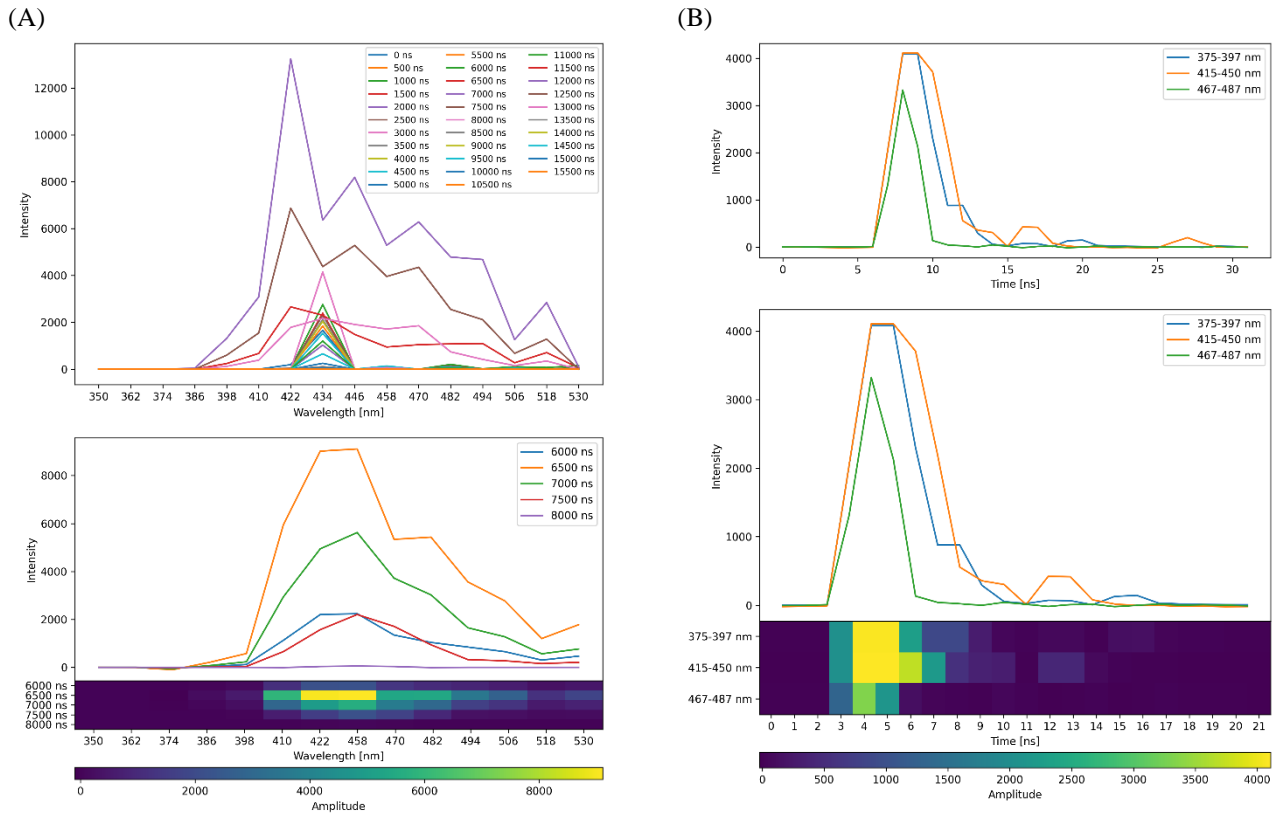 (A)
(B)
Intensity
12000
10000
8000
6000
4000
2000
0
0 ns 5500 ns 11000 ns
500 ns 6000 ns 11500 ns
1000 ns 6500 ns 12000 ns
1500 ns 7000 ns 12500 ns
2000 ns 7500 ns 13000 ns
2500 ns 8000 ns 13500 ns
3000 ns 8500 ns 14000 ns
3500 ns 9000 ns 14500 ns
4000 ns 9500 ns 15000 ns
4500 ns 10000 ns 15500 ns
5000 ns 10500 ns
350 362 374 386 398 410 422 434 446 458 470 482 494 506 518 530
Wavelength [nm]
Intensity
8000
6000
4000
2000
0
6000 ns
6500 ns
7000 ns
7500 ns
8000 ns
6000 ns
6500 ns
7000 ns
7500 ns
8000 ns
350 362 374 398 410 422 458 470 482 494 506 518 530
Wavelength [nm]
0 2000 4000 6000 8000
Amplitude
Intensity
4000
3000
2000
1000
0
375-397 nm
415-450 nm
467-487 nm
0 5 10 15 20 25 30
Time [ns]
Intensity
4000
3000
2000
1000
0
375-397 nm
415-450 nm
467-487 nm
375-397 nm
415-450 nm
467-487 nm
0 1 2 3 4 5 6 7 8 9 10 11 12 13 14 15 16 17 18 19 20 21
Time [ns]
0 500 1000 1500 2000 2500 3000 3500 4000
Amplitude